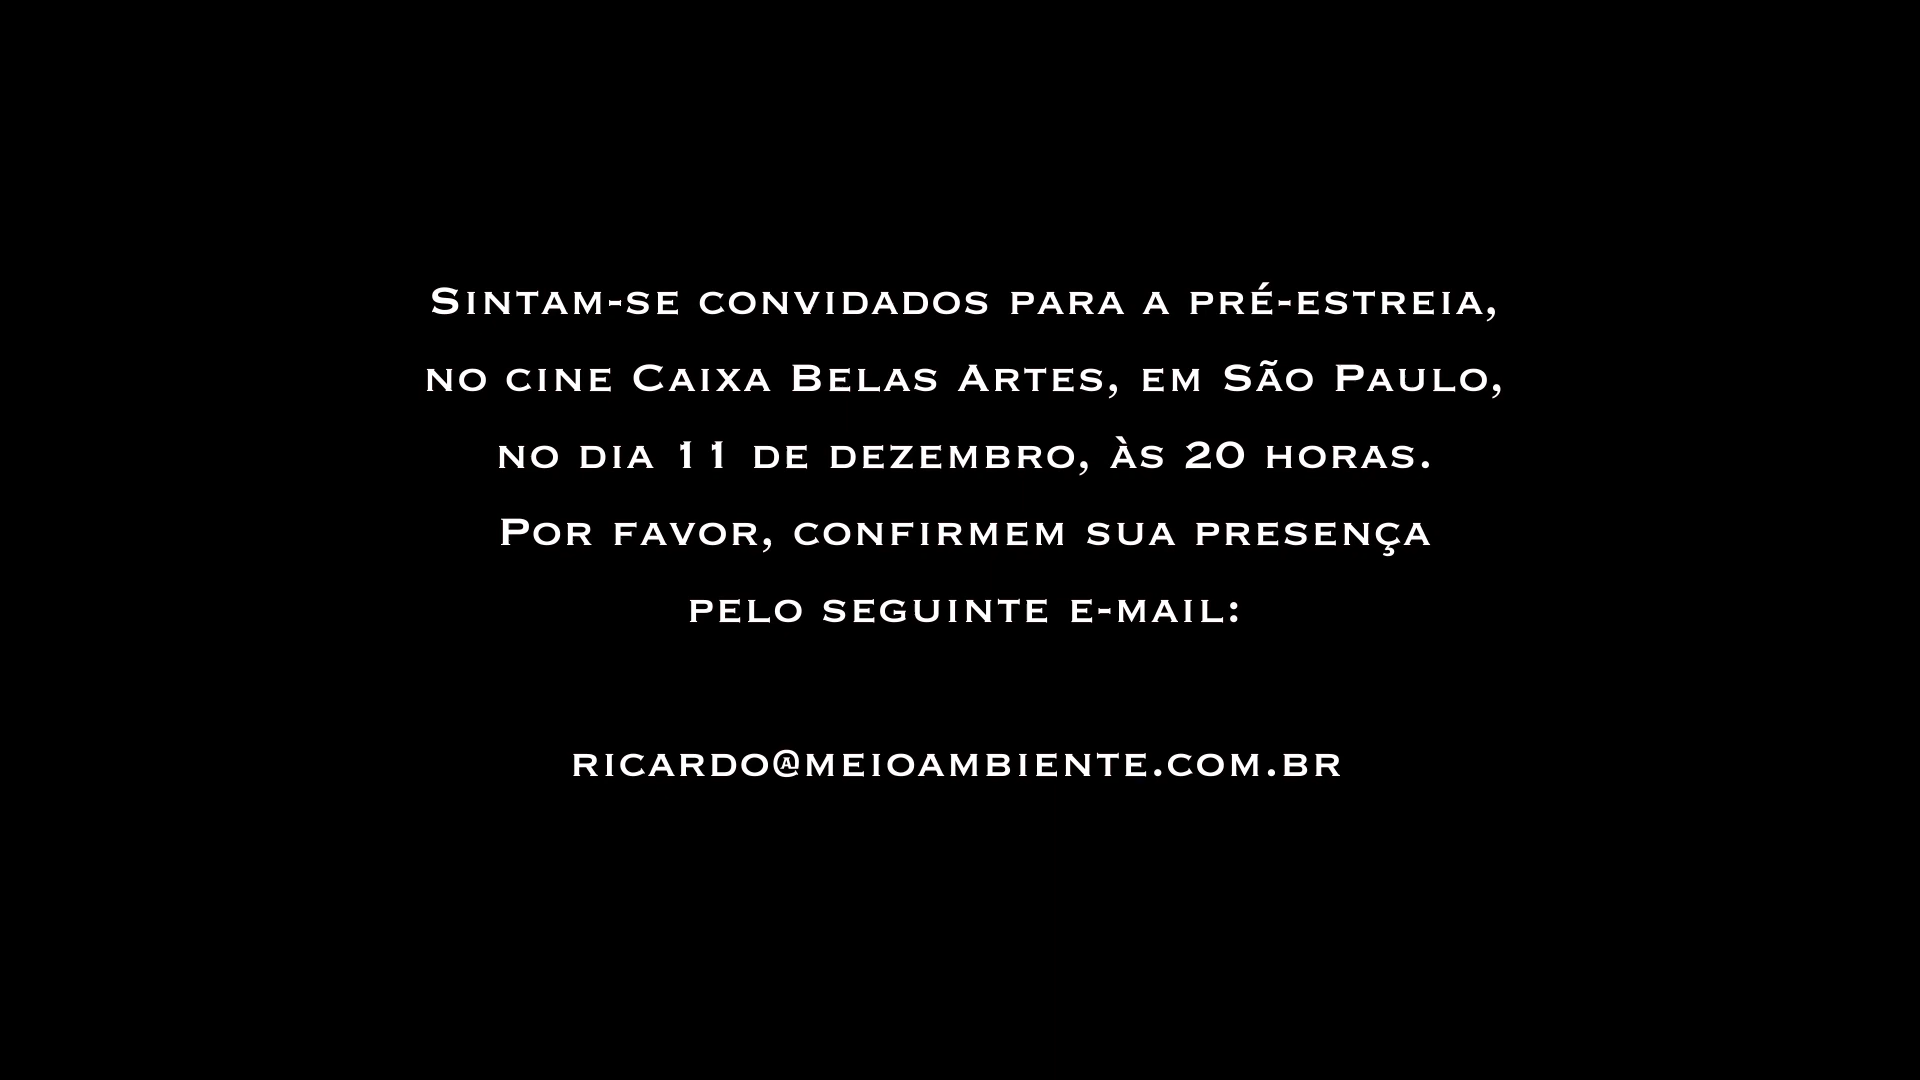 Sintam-se convidados para a pré-estreia,
no cine Caixa Belas Artes, em São Paulo,
no dia 11 de dezembro, às 20 horas.
Por favor, confirmem sua presença
pelo seguinte e-mail:
ricardo@meioambiente.com.br